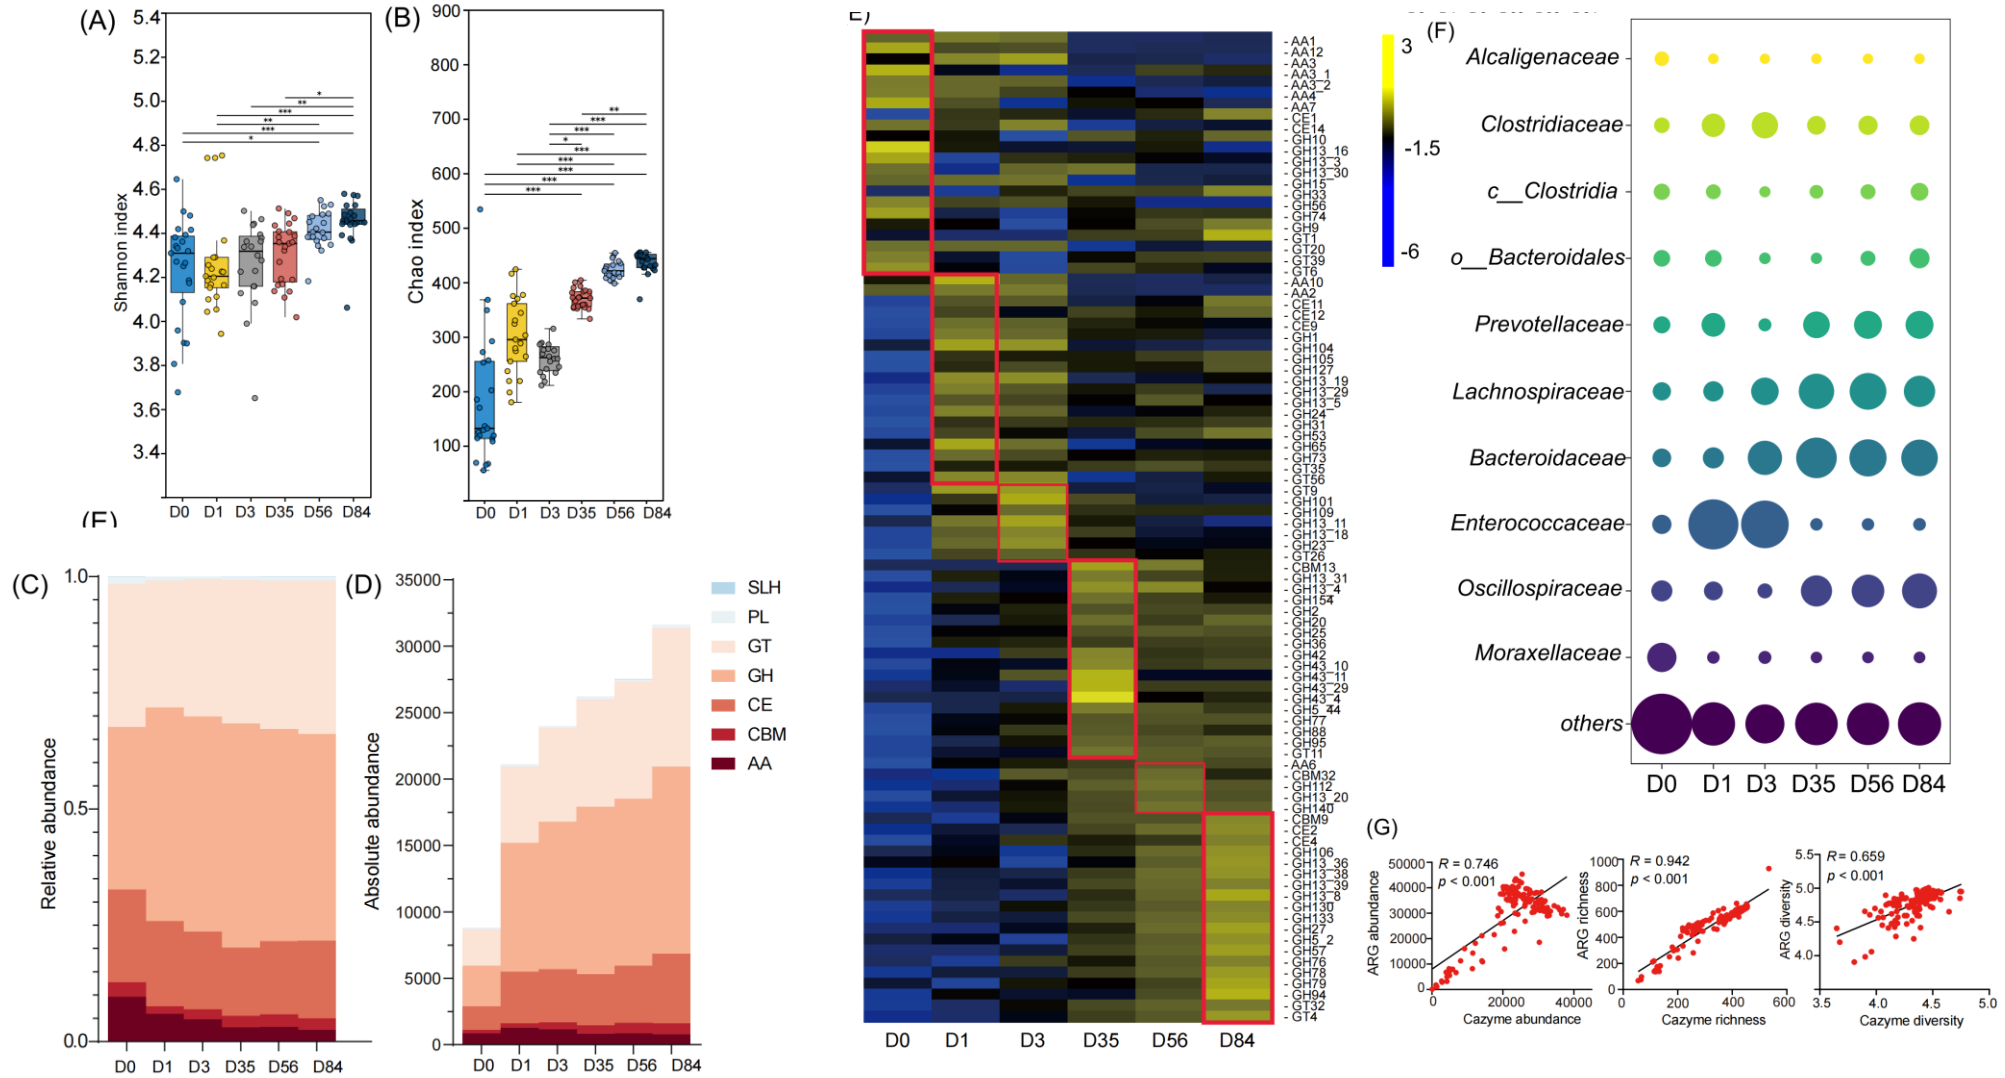 (A)
5.4
5.2
5.0
4.8
4.6
4.4
4.2
4.0
3.8
3.6
3.4
Shannon index
*
**
***
**
***
*
D0 D1 D3 D35 D56 D84
(B)
900
800
700
600
500
400
300
200
100
Chao index
**
***
***
*
***
***
***
***
***
D0 D1 D3 D35 D56 D84
(C)
1.0
0.5
0.0
Relative abundance
D0 D1 D3 D35 D56 D84
(D)
35000
30000
25000
20000
15000
10000
5000
0
Absolute abundance
D0 D1 D3 D35 D56 D84
SLH
PL
GT
GH
CE
CBM
AA
E)
AA1
AA12
AA3
AA3_1
AA3_2
AA4
AA7
CE1
CE14
GH10
GH13_16
GH13_3
GH13_30
GH15
GH33
GH66
GH74
GH9
GT1
GT20
GT39
GT6
AA10
AA2
CE11
CE12
CE9
GH1
GH104
GH105
GH127
GH13_19
GH13_29
GH13_5
GH24
GH31
GH53
GH65
GH73
GT35
GT56
GT9
GH101
GH109
GH13_11
GH13_18
GH23
GT26
CBM13
GH13_31
GH13_4
GH154
GH2
GH20
GH25
GH36
GH42
GH43_10
GH43_11
GH43_29
GH43_4
GH5_44
GH77
GH88
GH95
GT11
AA6
CBM32
GH112
GH13_20
GH140
CBM9
CE2
CE4
GH106
GH13_36
GH13_38
GH13_39
GH13_8
GH130
GH133
GH27
GH5_2
GH57
GH76
GH78
GH79
GH94
GT32
GT4
D0 D1 D3 D35 D56 D84
3
-1.5
-6
(F)
Alcaligenaceae
Clostridiaceae
c__Clostridia
o__Bacteroidales
Prevotellaceae
Lachnospiraceae
Bacteroidaceae
Enterococcaceae
Oscillospiraceae
Moraxellaceae
others
D0 D1 D3 D35 D56 D84
(G)
50000
40000
30000
20000
10000
0
ARG abundance
R = 0.746
p < 0.001
0 20000 40000
Cazyme abundance
1000
800
600
400
200
0
ARG richness
R = 0.942
p < 0.001
0 200 400 600
Cazyme richness
5.5
5.0
4.5
4.0
ARG diversity
R = 0.659
p < 0.001
3.5 4.0 4.5 5.0
Cazyme diversity